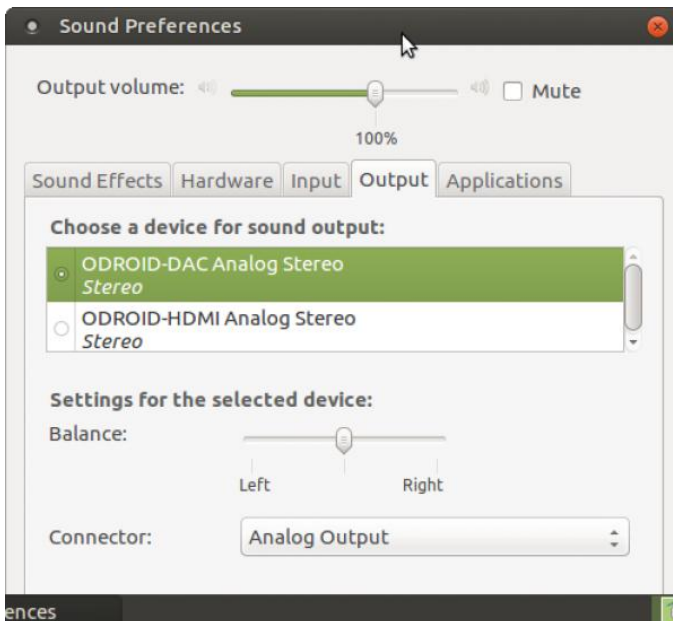 Sound Preferences
Output volume:
Mute
100%
Sound Effects Hardware Input Output Applications
Choose a device for sound output:
ODROID-DAC Analog Stereo
Stereo
ODROID-HDMI Analog Stereo
Stereo
Settings for the selected device:
Balance:
Left Right
Connector: Analog Output
ences